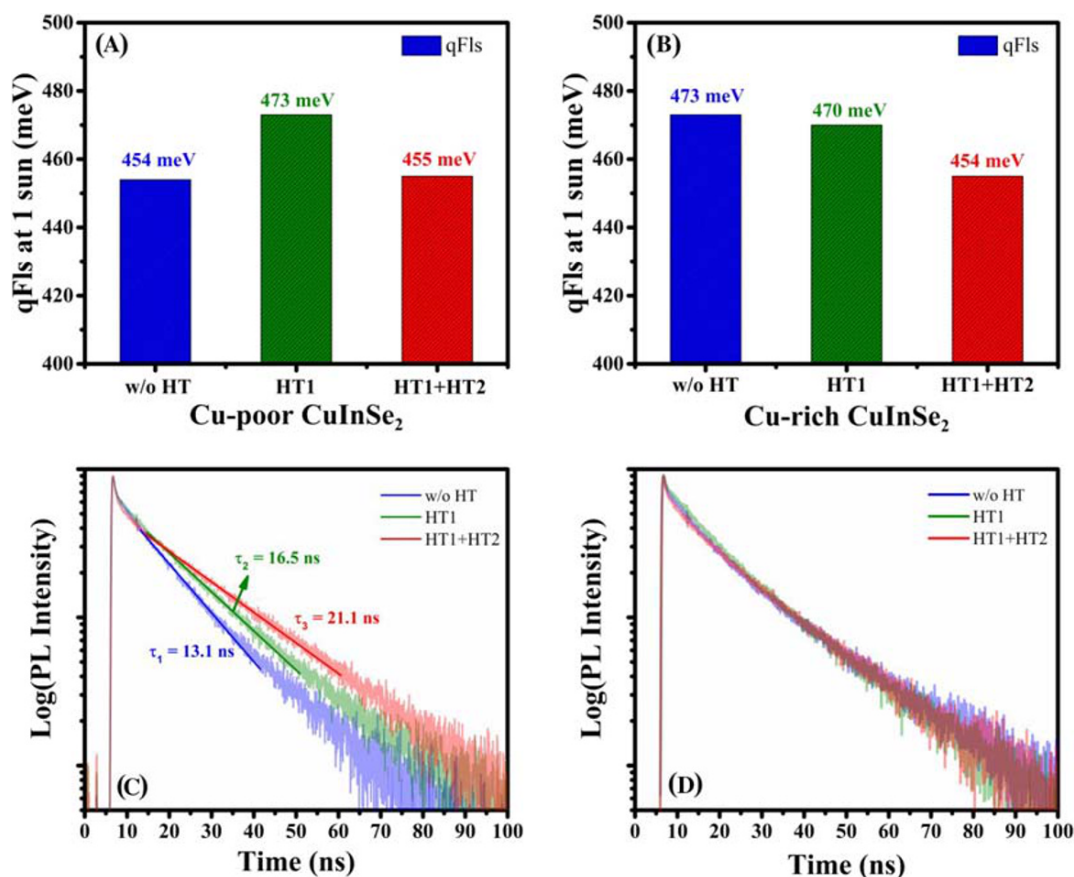 (A)
qFls
500
480
460
440
420
400
qFls at 1 sun (meV)
454 meV
473 meV
455 meV
w/o HT
HT1
HT1+HT2
Cu-poor CuInSe₂
(B)
qFls
500
480
460
440
420
400
qFls at 1 sun (meV)
473 meV
470 meV
454 meV
w/o HT
HT1
HT1+HT2
Cu-rich CuInSe₂
(C)
Log(PL Intensity)
w/o HT
HT1
HT1+HT2
τ₂ = 16.5 ns
τ₃ = 21.1 ns
τ₁ = 13.1 ns
0 10 20 30 40 50 60 70 80 90 100
Time (ns)
(D)
Log(PL Intensity)
w/o HT
HT1
HT1+HT2
0 10 20 30 40 50 60 70 80 90 100
Time (ns)